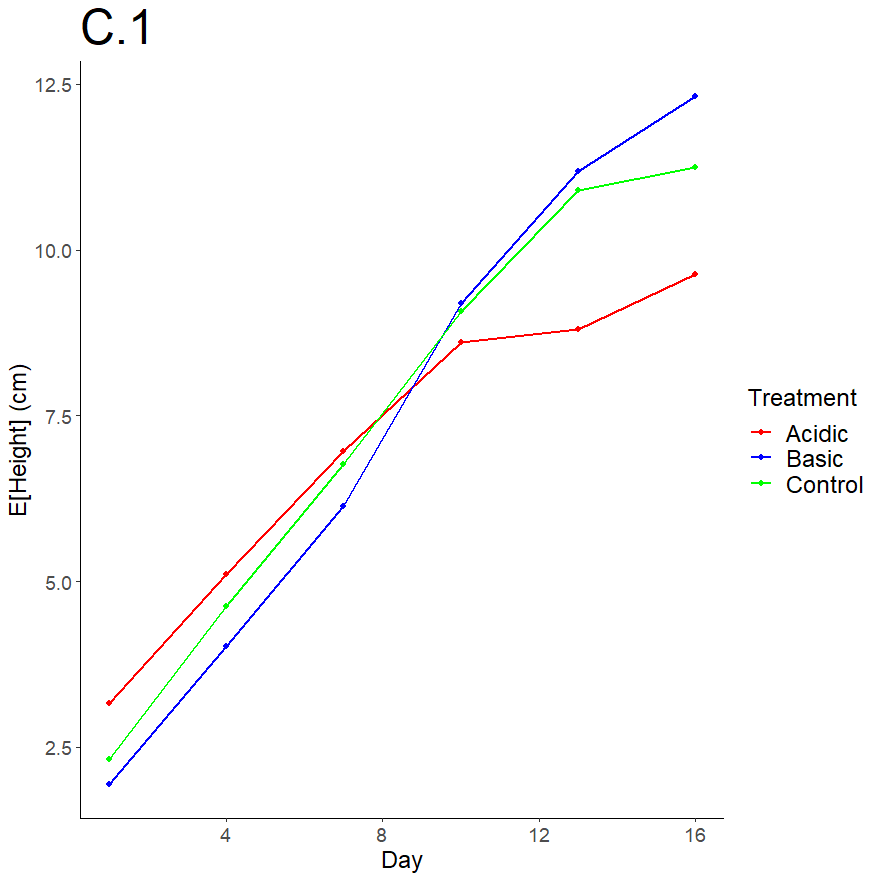 C.1
12.5
10.0
7.5
5.0
2.5
E[Height] (cm)
4
8
12
16
Day
Treatment
Acidic
Basic
Control